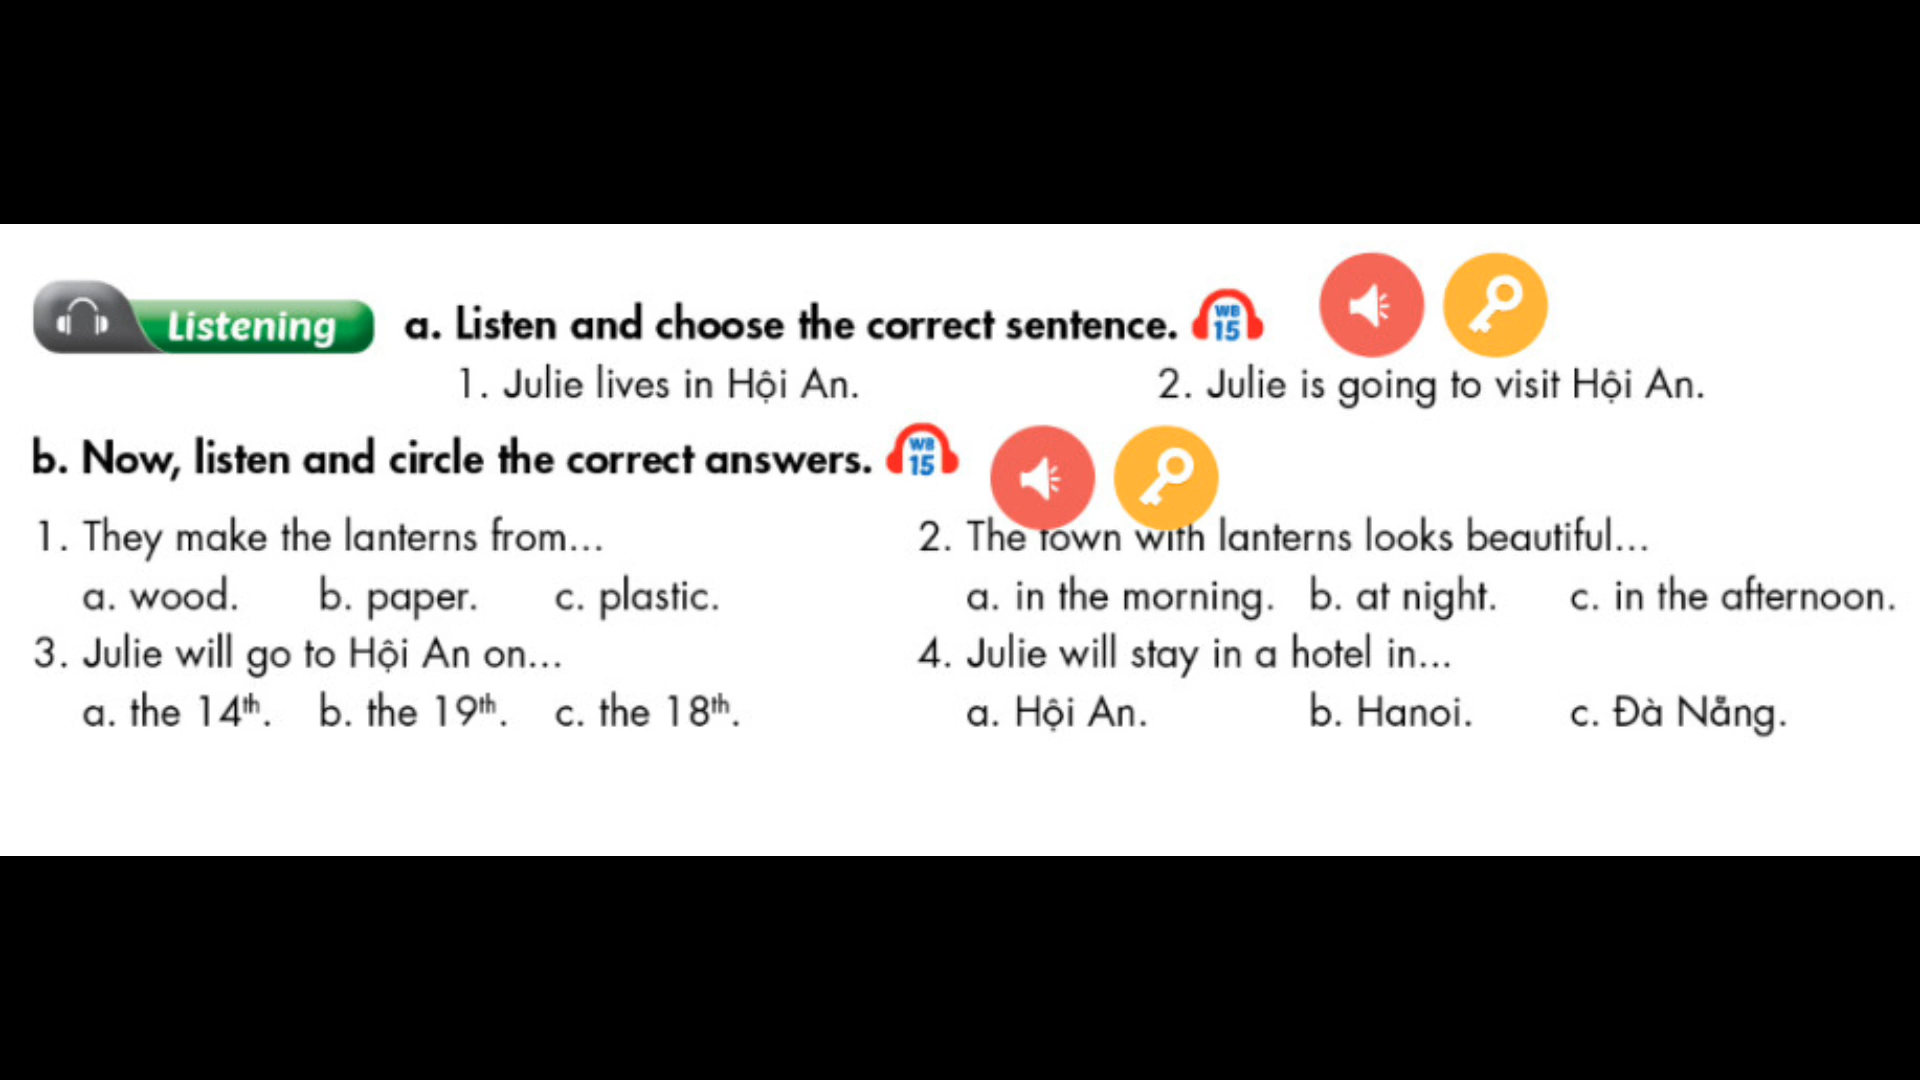 Listening a. Listen and choose the correct sentence. WB 15
1. Julie lives in Hội An. 2. Julie is going to visit Hội An.
b. Now, listen and circle the correct answers. WB 15
1. They make the lanterns from... 2. The town with lanterns looks beautiful...
a. wood. b. paper. c. plastic. a. in the morning. b. at night. c. in the afternoon.
3. Julie will go to Hội An on... 4. Julie will stay in a hotel in...
a. the 14th. b. the 19th. c. the 18th. a. Hội An. b. Hanoi. c. Đà Nẵng.